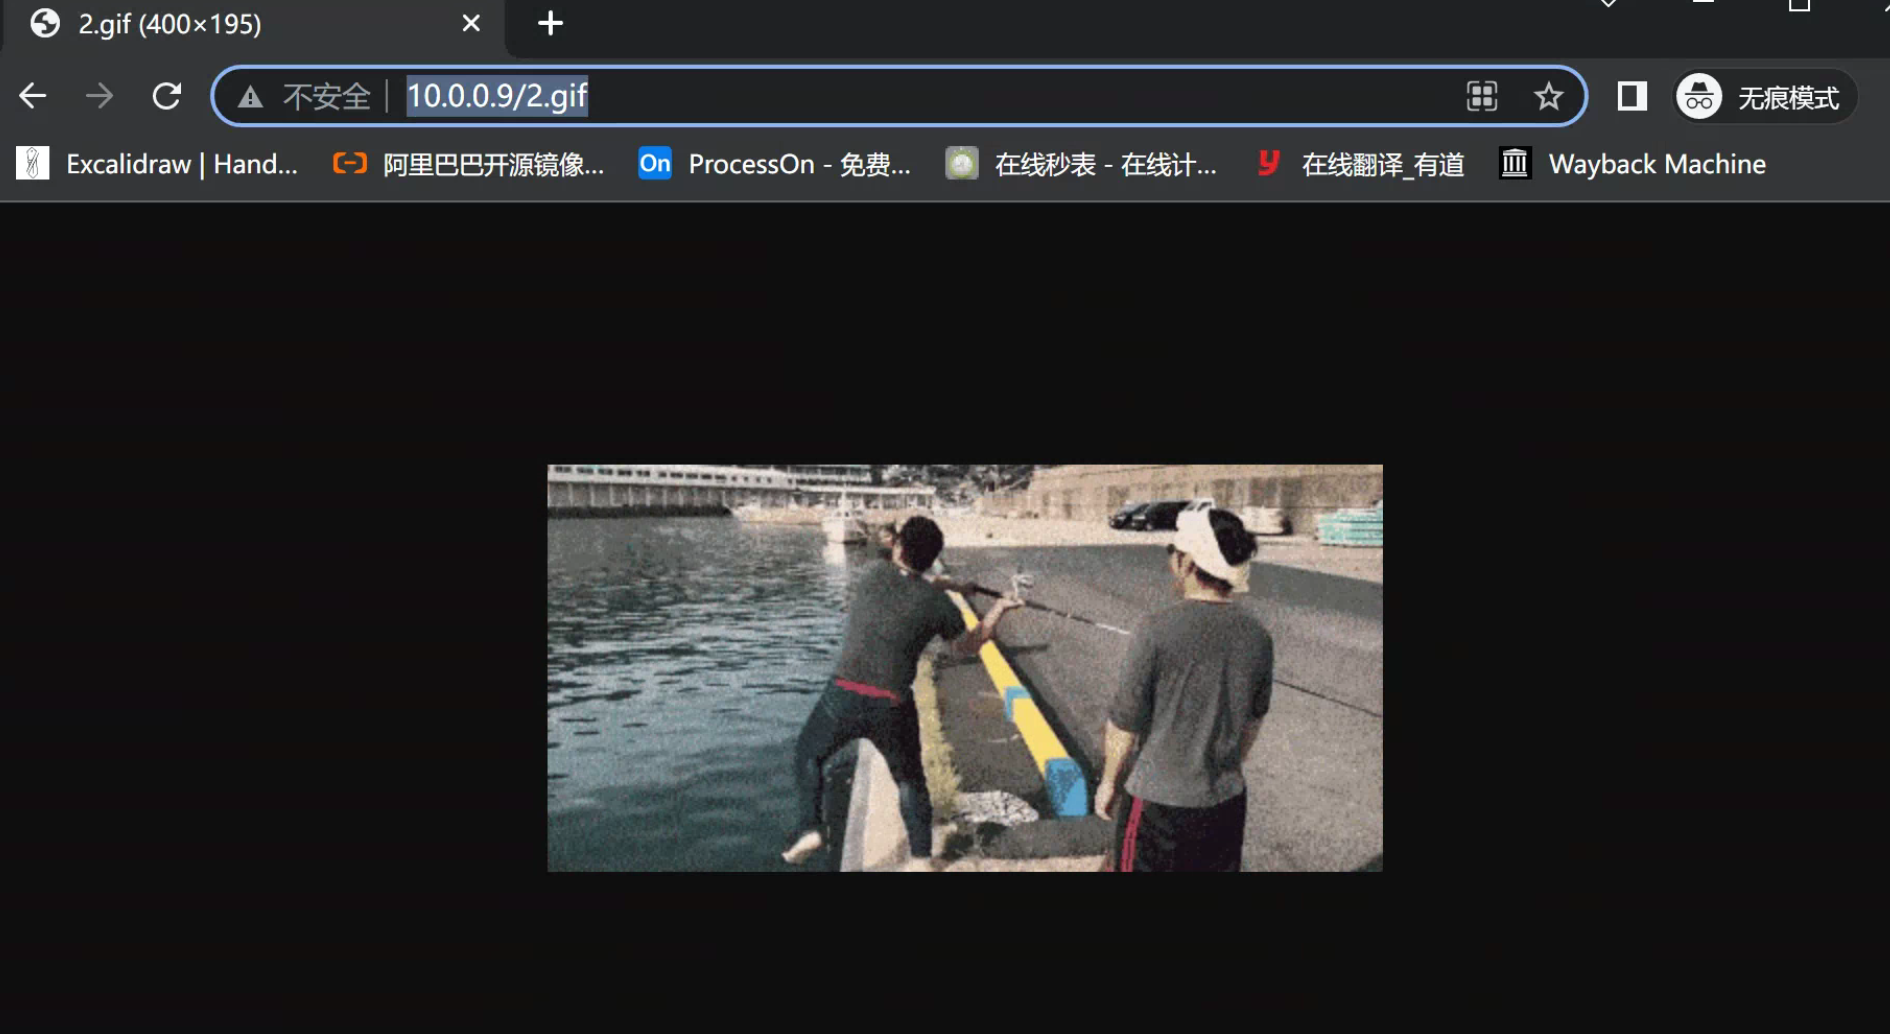 2.gif (400×195)
不安全 10.0.0.9/2.gif 无痕模式
Excalidraw | Hand... 阿里巴巴开源镜像... On ProcessOn - 免费... 在线秒表 - 在线计... 在线翻译_有道 Wayback Machine